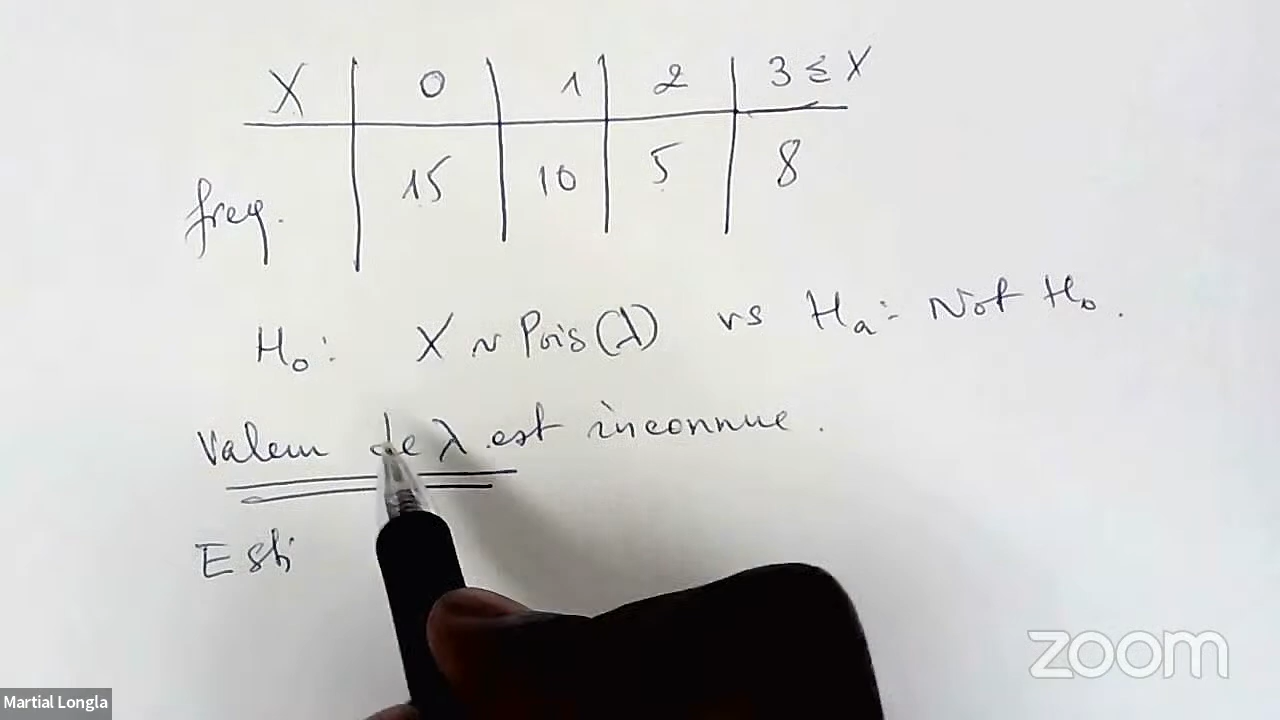 X 0 1 2 3 ≤ X
freq. 15 10 5 8
H₀: X ~ Pois(λ) vs Hₐ: Not H₀.
Valeur de λ est inconnue.
Esti
zoom
Martial Longla